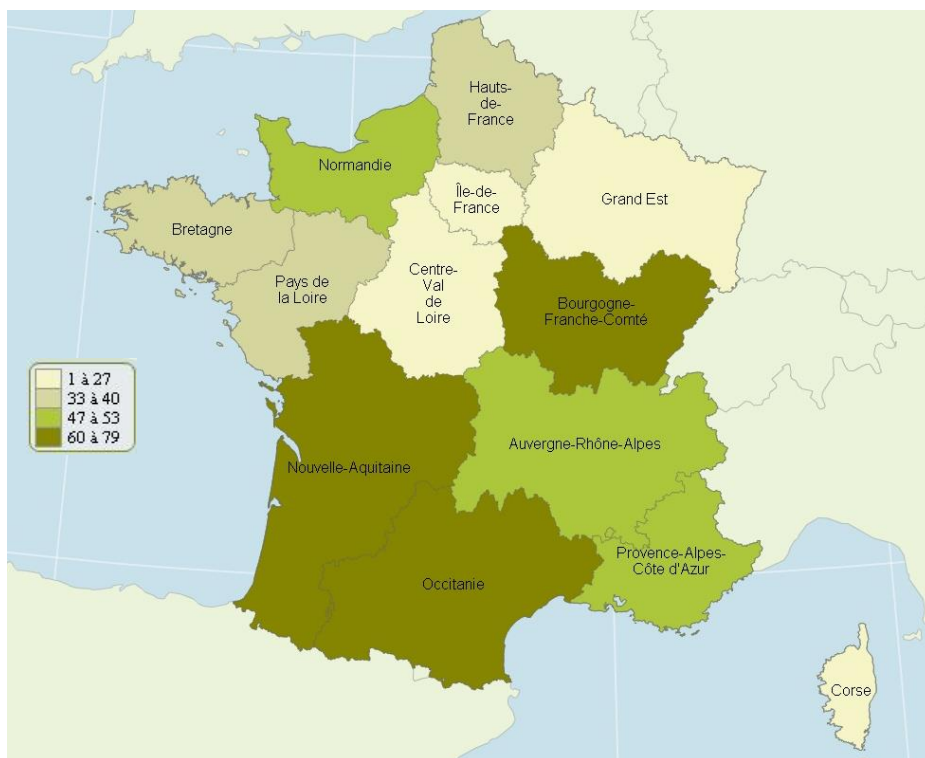 Hauts-
de-
France
Normandie
Île-de-
France
Grand Est
Bretagne
Pays de
la Loire
Centre-
Val
de
Loire
Bourgogne-
Franche-Comté
1 à 27
33 à 40
47 à 53
60 à 79
Auvergne-Rhône-Alpes
Nouvelle-Aquitaine
Provence-Alpes-
Côte d'Azur
Occitanie
Corse